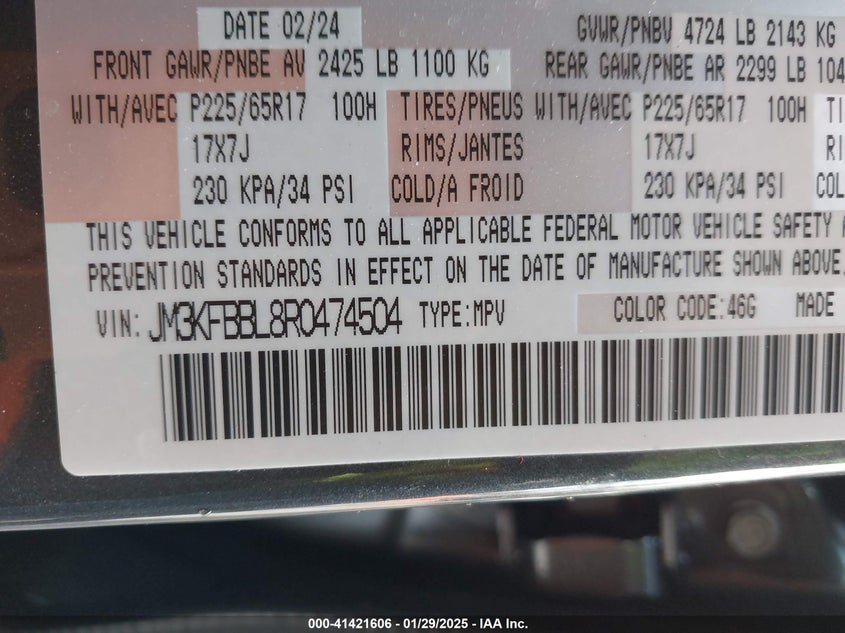 DATE 02/24 GVWR/PNBV 4724 LB 2143 KG
FRONT GAWR/PNBE AV 2425 LB 1100 KG REAR GAWR/PNBE AR 2299 LB 104
WITH/AVEC P225/65R17 100H TIRES/PNEUS WITH/AVEC P225/65R17 100H TI
17X7J RIMS/JANTES 17X7J RI
230 KPA/34 PSI COLD/A FROID 230 KPA/34 PSI COL
THIS VEHICLE CONFORMS TO ALL APPLICABLE FEDERAL MOTOR VEHICLE SAFETY A
PREVENTION STANDARDS IN EFFECT ON THE DATE OF MANUFACTURE SHOWN ABOVE.
VIN: JM3KFBBL8R0474504 TYPE:MPV COLOR CODE:46G MADE
000-41421606 - 01/29/2025 - IAA Inc.